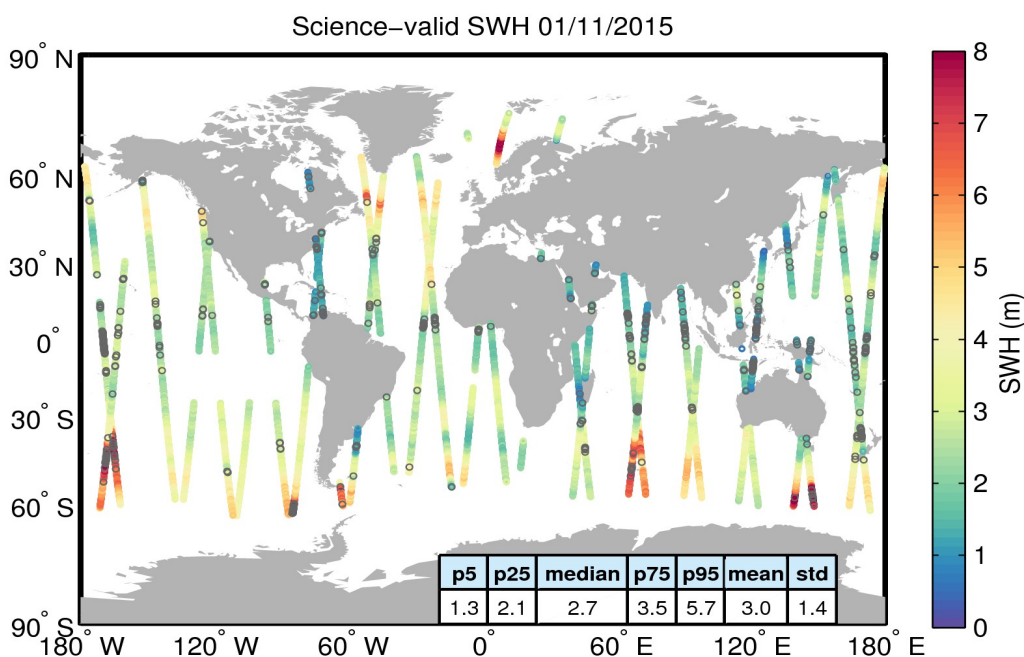 Science−valid SWH 01/11/2015
90° N
60° N
30° N
0°
30° S
60° S
90° S
180° W
120° W
60° W
0°
60° E
120° E
180° E
p5 p25 median p75 p95 mean std
1.3 2.1 2.7 3.5 5.7 3.0 1.4
8
7
6
5
4
3
2
1
0
SWH (m)